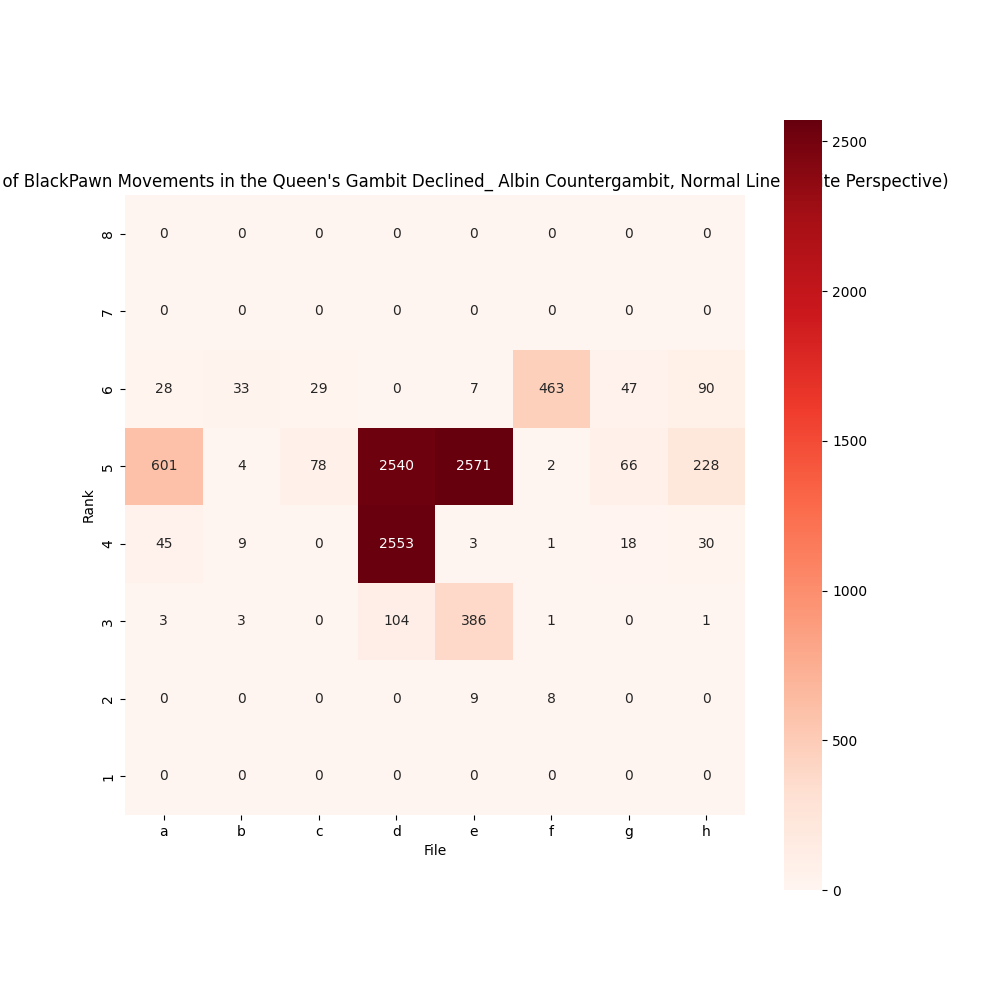 of BlackPawn Movements in the Queen's Gambit Declined_ Albin Countergambit, Normal Line te Perspective)
2500
2000
1500
1000
500
0
8 0 0 0 0 0 0 0 0
7 0 0 0 0 0 0 0 0
6 28 33 29 0 7 463 47 90
5 601 4 78 2540 2571 2 66 228
4 45 9 0 2553 3 1 18 30
3 3 3 0 104 386 1 0 1
2 0 0 0 0 9 8 0 0
1 0 0 0 0 0 0 0 0
Rank
a b c d e f g h
File